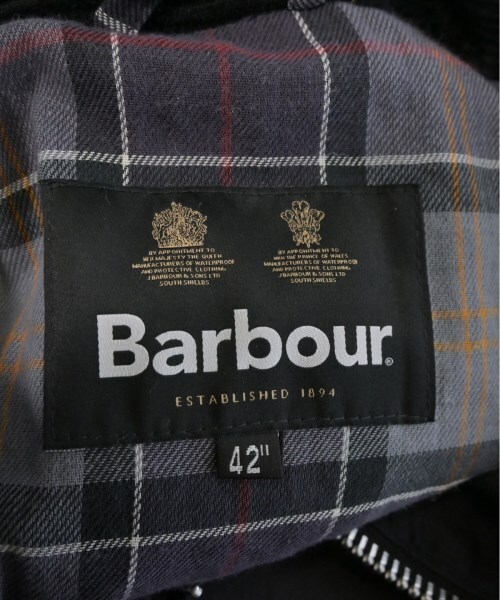 BY APPOINTMENT TO
HER MAJESTY THE QUEEN
MANUFACTURERS OF WATERPROOF
AND PROTECTIVE CLOTHING
J BARBOUR & SONS LTD
SOUTH SHIELDS
BY APPOINTMENT TO
H.R.H. THE PRINCE OF WALES
MANUFACTURERS OF WATERPROOF
AND PROTECTIVE CLOTHING
J BARBOUR & SONS LTD
SOUTH SHIELDS
Barbour®
ESTABLISHED 1894
42"